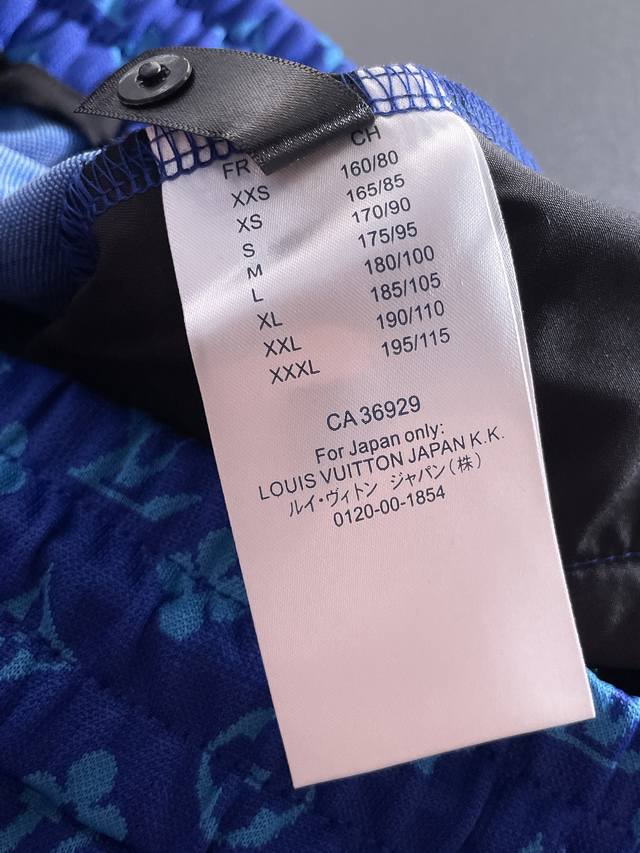 FR CH
XXS 160/80
XS 165/85
S 170/90
M 175/95
L 180/100
XL 185/105
XXL 190/110
XXXL 195/115
CA 36929
For Japan only:
LOUIS VUITTON JAPAN K.K.
ルイ・ヴィトン ジャパン(株)
0120-00-1854